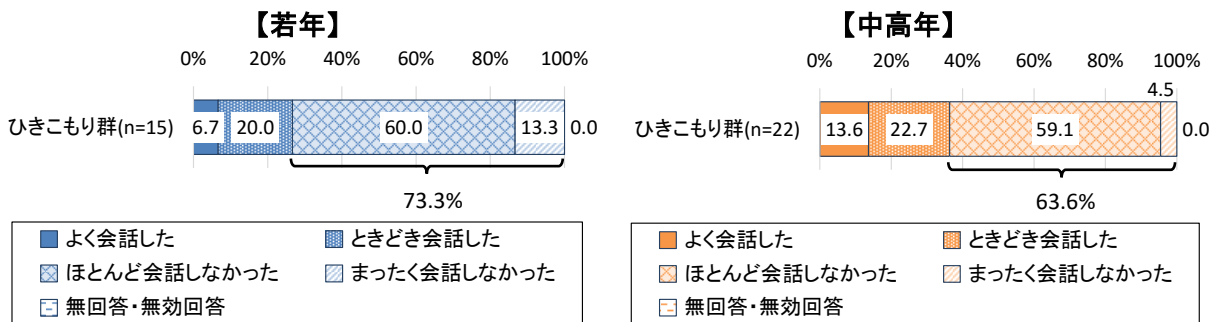 【若年】
0% 20% 40% 60% 80% 100%
ひきこもり群(n=15) 6.7 20.0 60.0 13.3 0.0
73.3%
よく会話した ときどき会話した
ほとんど会話しなかった まったく会話しなかった
無回答・無効回答
【中高年】
0% 20% 40% 60% 80% 100%
4.5
ひきこもり群(n=22) 13.6 22.7 59.1 0.0
63.6%
よく会話した ときどき会話した
ほとんど会話しなかった まったく会話しなかった
無回答・無効回答